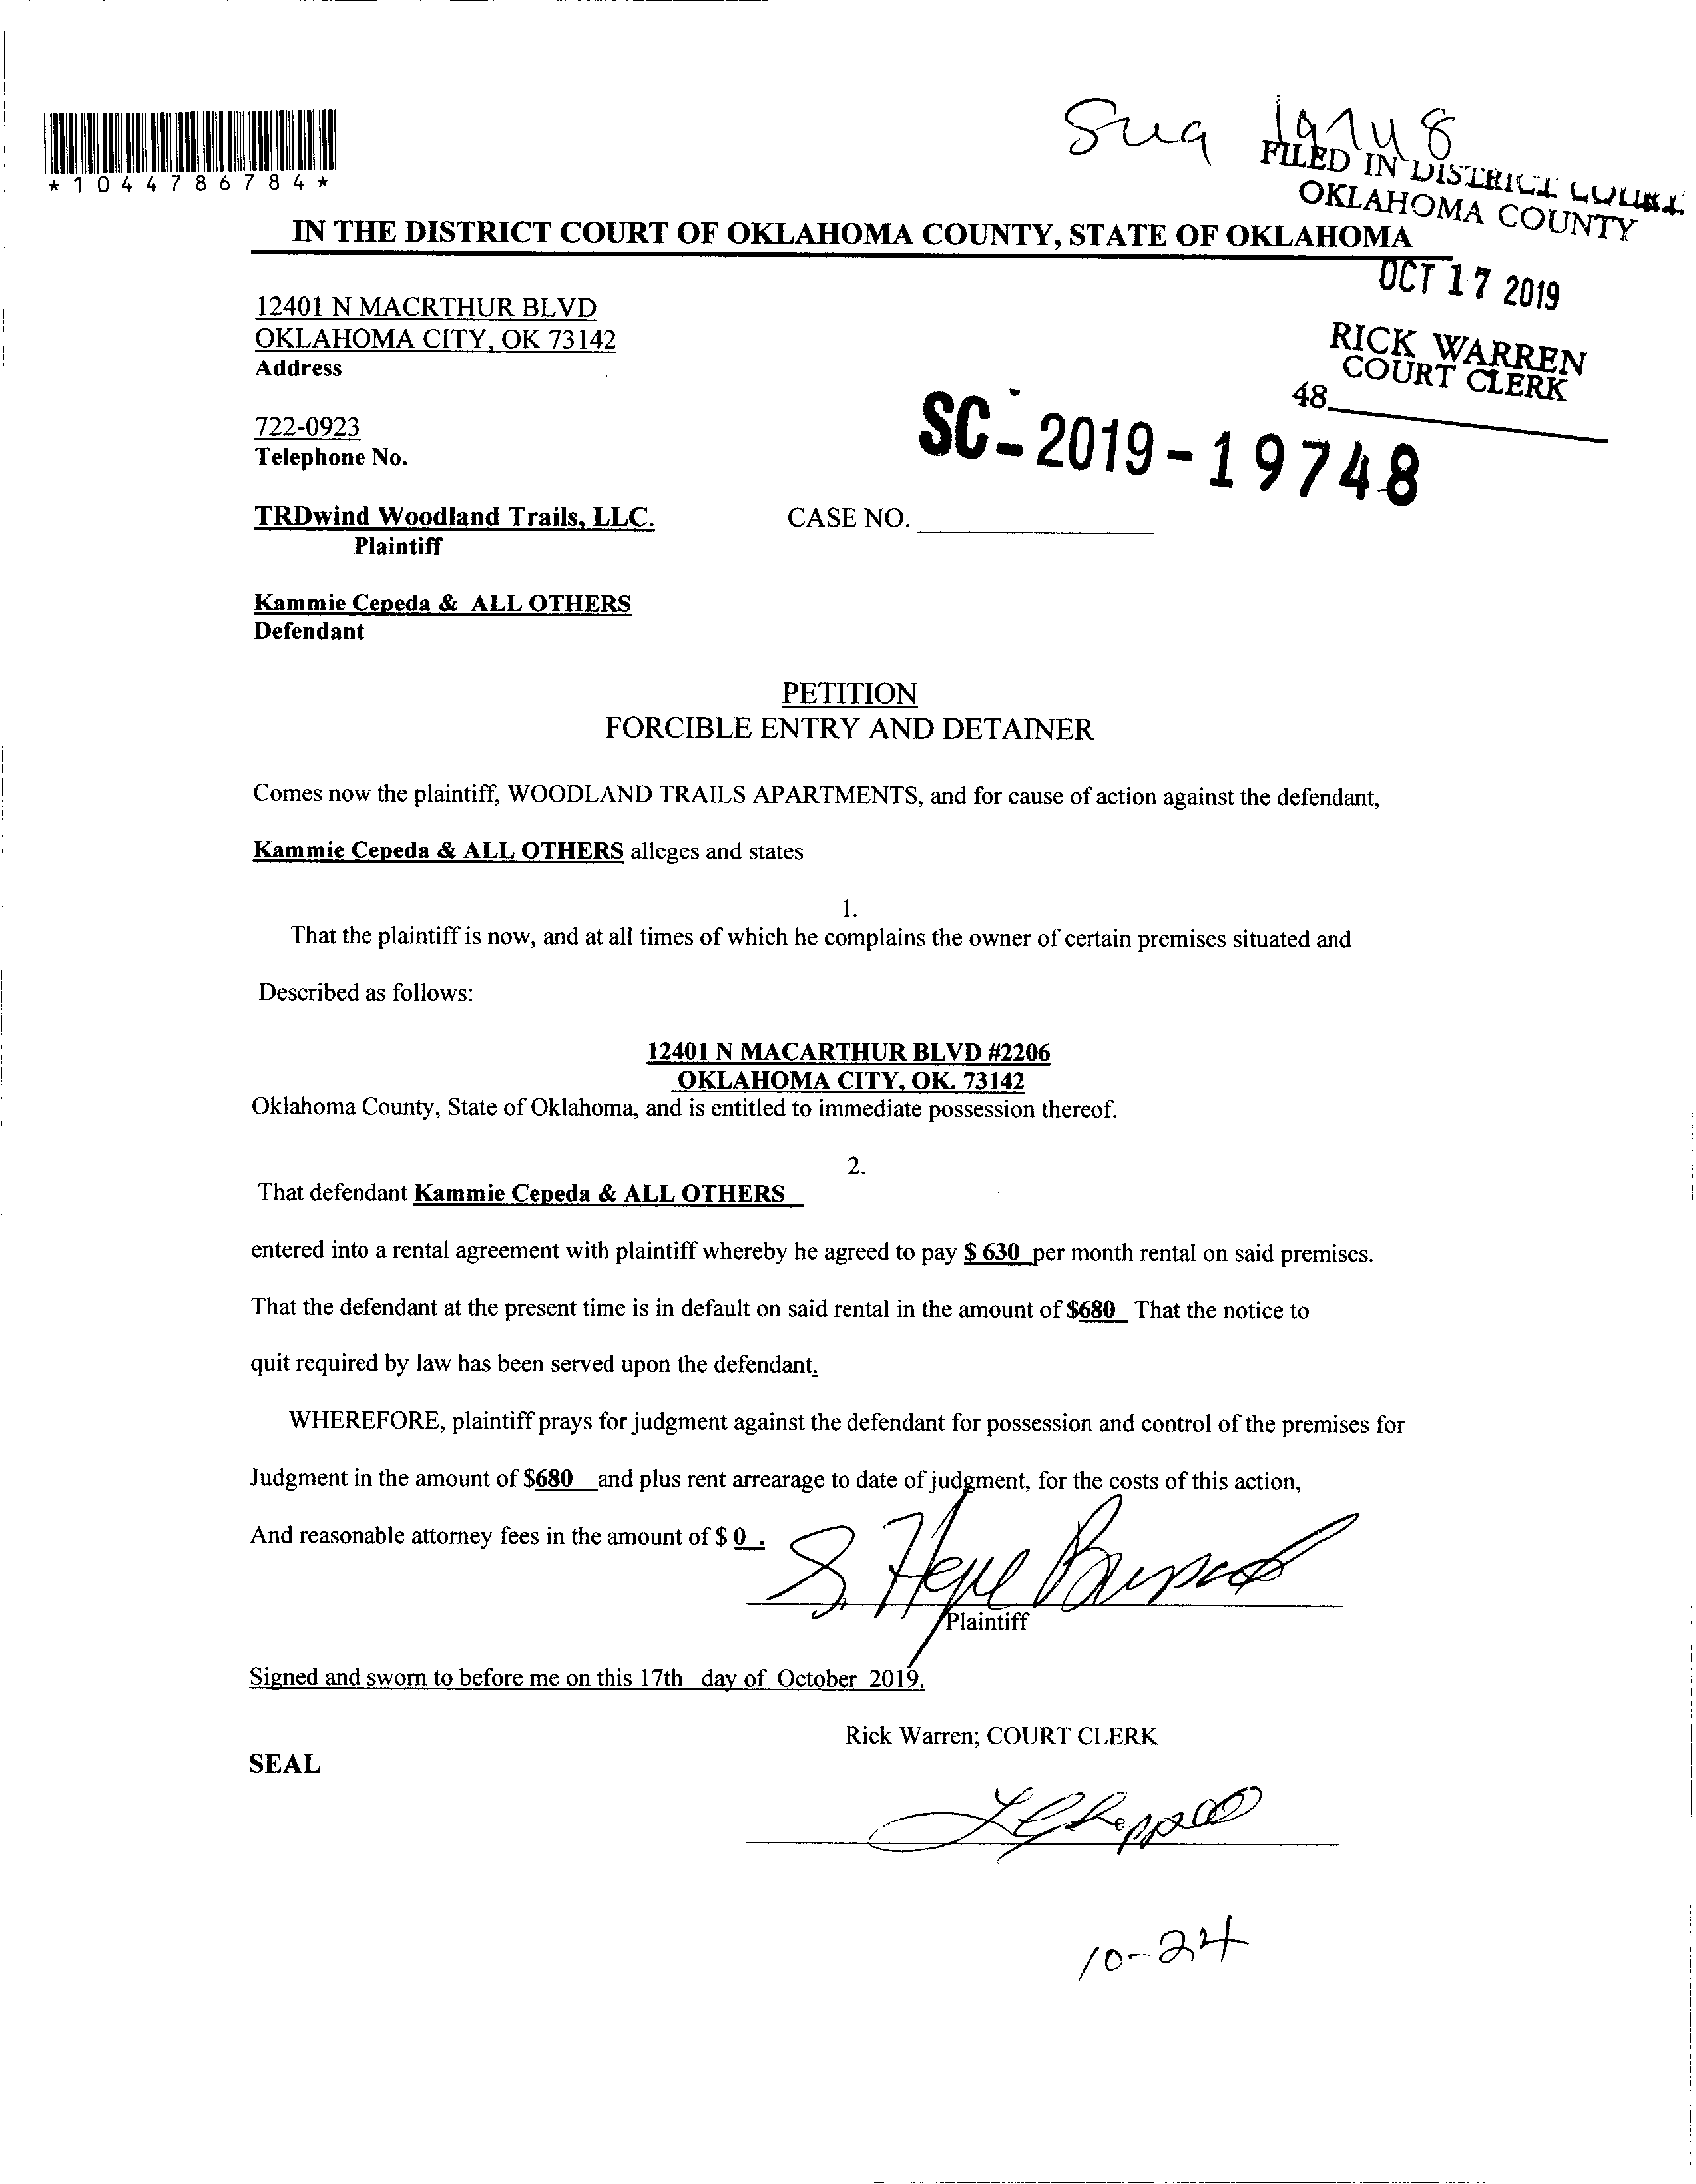 *1044786784*
FILED IN DISTRICT COURT
OKLAHOMA COUNTY
IN THE DISTRICT COURT OF OKLAHOMA COUNTY, STATE OF OKLAHOMA
OCT 17 2019
12401 N MACRTHUR BLVD
OKLAHOMA CITY, OK 73142
Address
RICK WARREN
COURT CLERK
48
722-0923
Telephone No.
SC-2019-19748
TRDwind Woodland Trails, LLC.
CASE NO.
Plaintiff
Kammie Cepeda & ALL OTHERS
Defendant
PETITION
FORCIBLE ENTRY AND DETAINER
Comes now the plaintiff, WOODLAND TRAILS APARTMENTS, and for cause of action against the defendant,
Kammie Cepeda & ALL OTHERS alleges and states
1.
That the plaintiff is now, and at all times of which he complains the owner of certain premises situated and
Described as follows:
12401 N MACARTHUR BLVD #2206
OKLAHOMA CITY, OK. 73142
Oklahoma County, State of Oklahoma, and is entitled to immediate possession thereof.
2.
That defendant Kammie Cepeda & ALL OTHERS
entered into a rental agreement with plaintiff whereby he agreed to pay $ 630 per month rental on said premises.
That the defendant at the present time is in default on said rental in the amount of $680 That the notice to
quit required by law has been served upon the defendant.
WHEREFORE, plaintiff prays for judgment against the defendant for possession and control of the premises for
Judgment in the amount of $680 and plus rent arrearage to date of judgment, for the costs of this action,
And reasonable attorney fees in the amount of $ 0 .
Plaintiff
Signed and sworn to before me on this 17th day of October 2019.
Rick Warren; COURT CLERK
SEAL
10-24